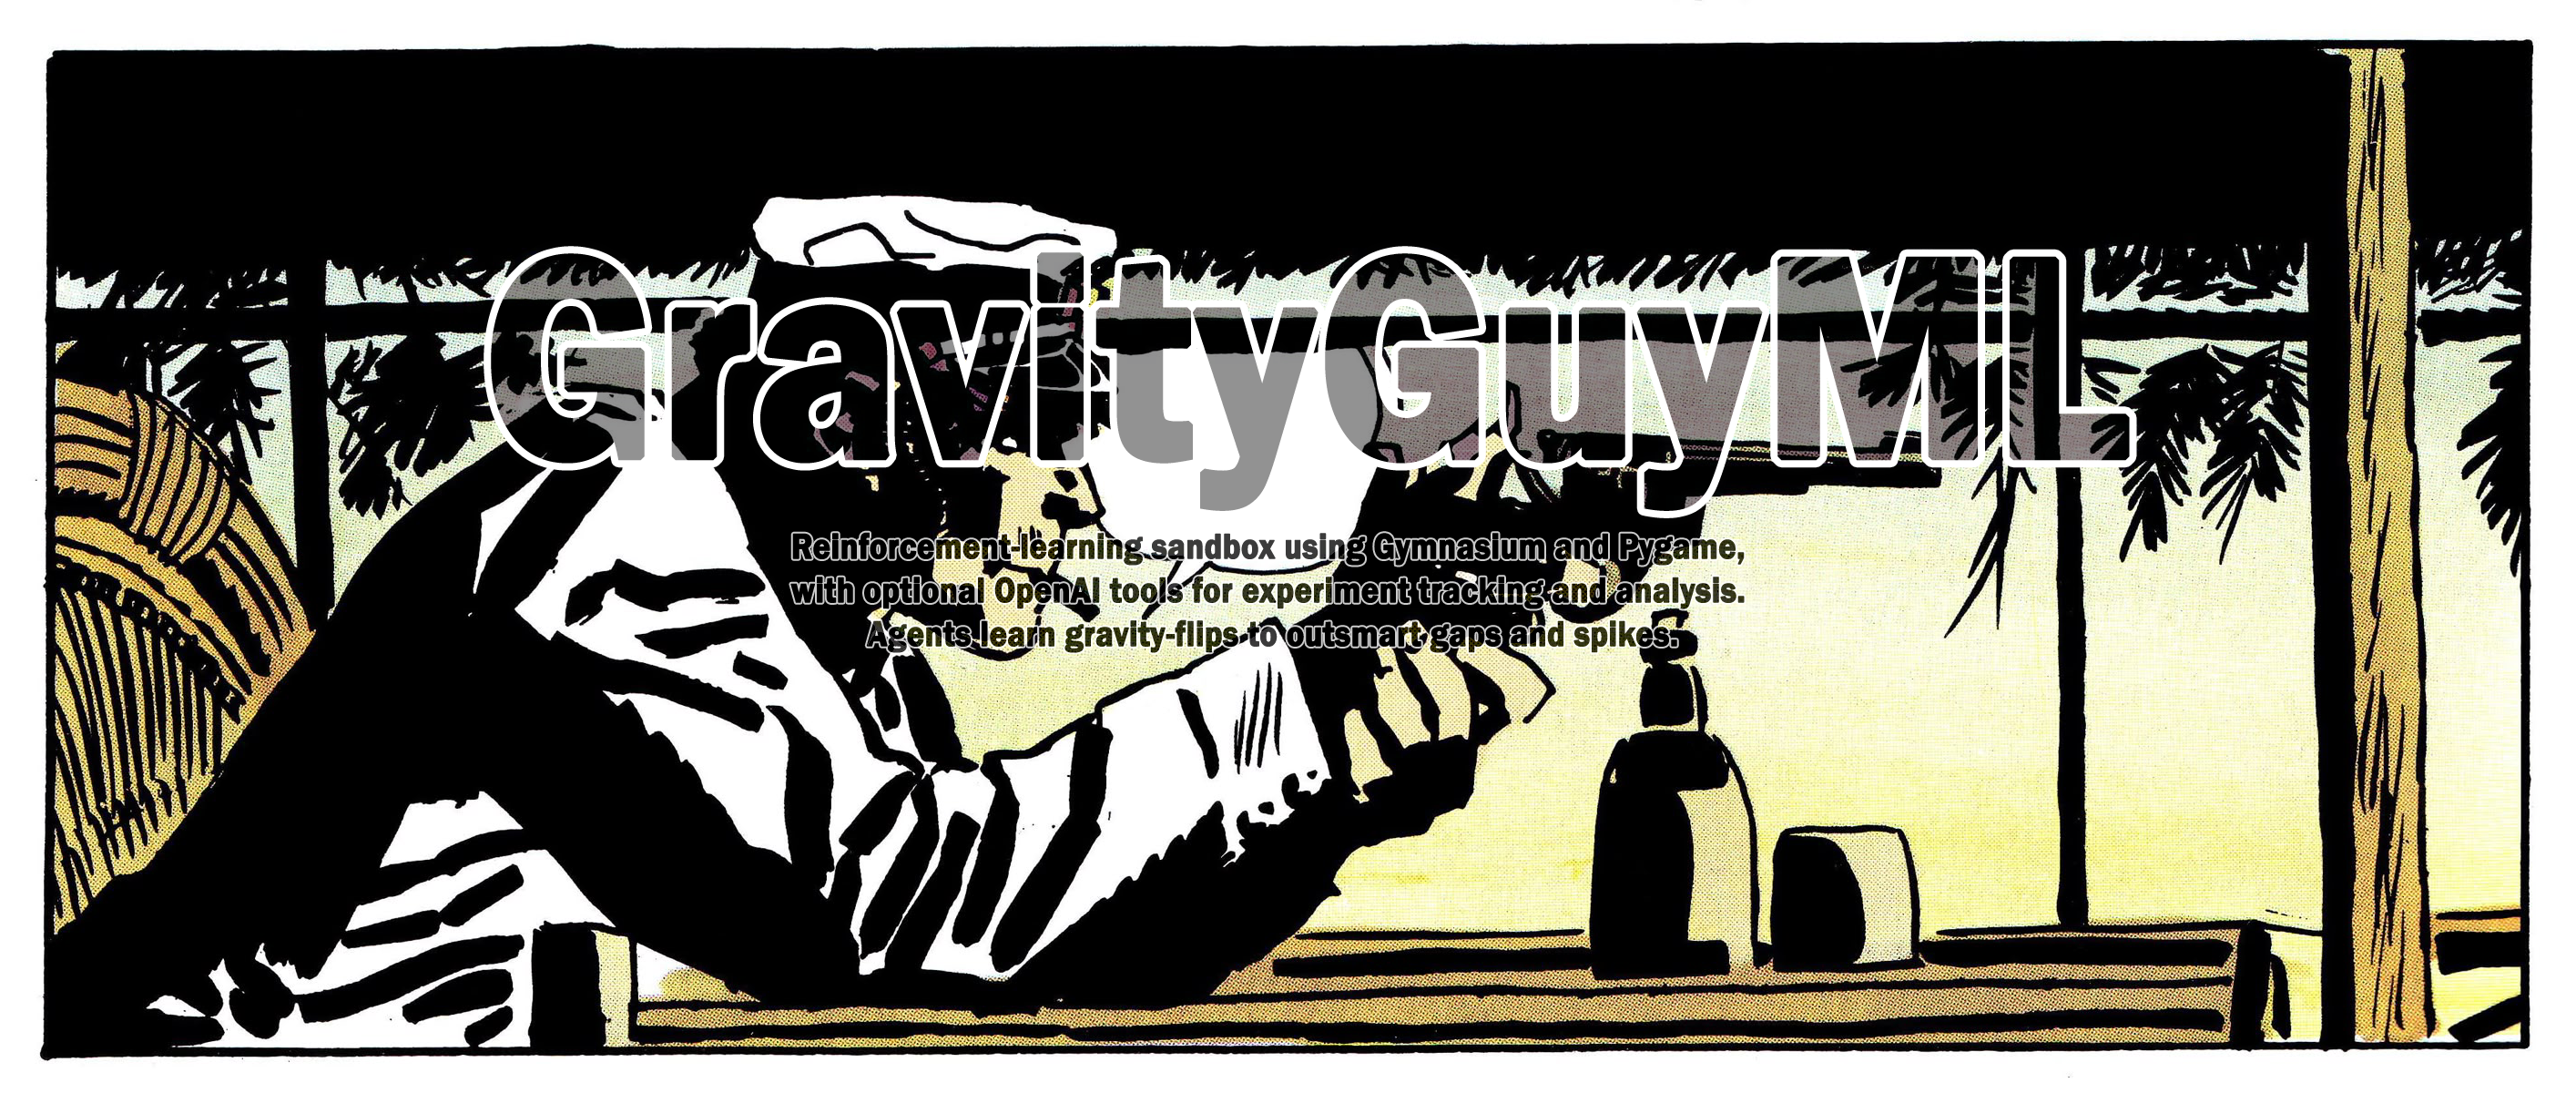 GravityGuyML
Reinforcement-learning sandbox using Gymnasium and Pygame,
with optional OpenAI tools for experiment tracking and analysis.
Agents learn gravity-flips to outsmart gaps and spikes.